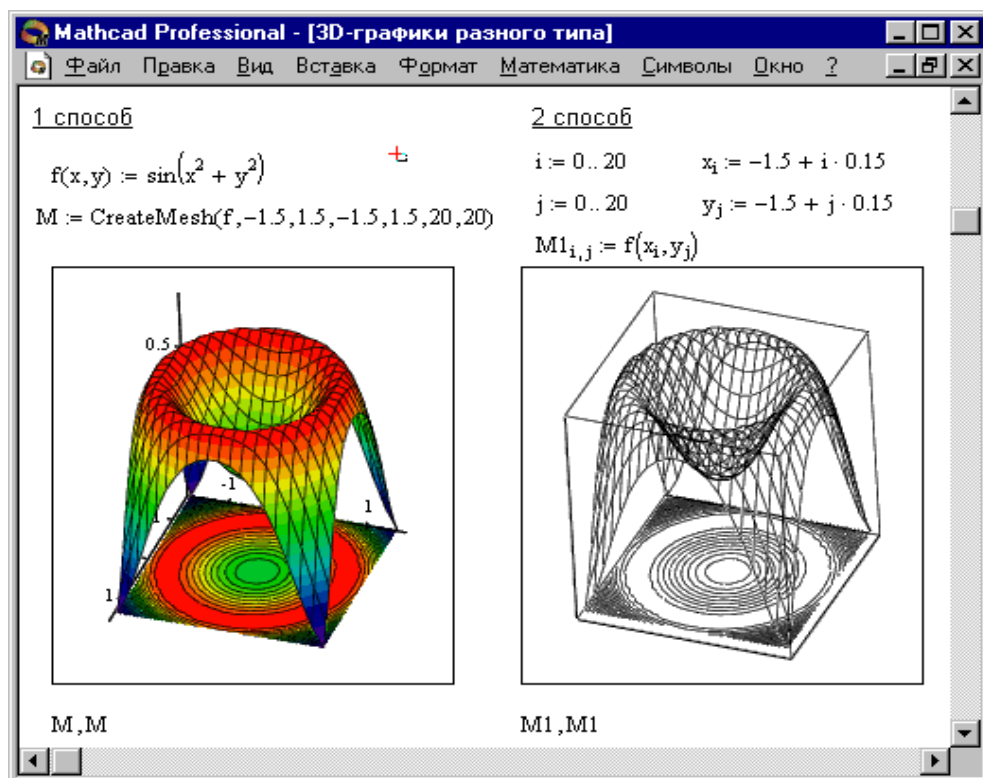 Mathcad Professional - [3D-графики разного типа]
Файл Правка Вид Вставка Формат Математика Символы Окно ?
1 способ
f(x,y) := sin(x² + y²)
M := CreateMesh(f,−1.5,1.5,−1.5,1.5,20,20)
0.5
-1
1
1
1
M,M
2 способ
i := 0.. 20 xᵢ := −1.5 + i · 0.15
j := 0.. 20 yⱼ := −1.5 + j · 0.15
M1ᵢ,ⱼ := f(xᵢ,yⱼ)
M1,M1